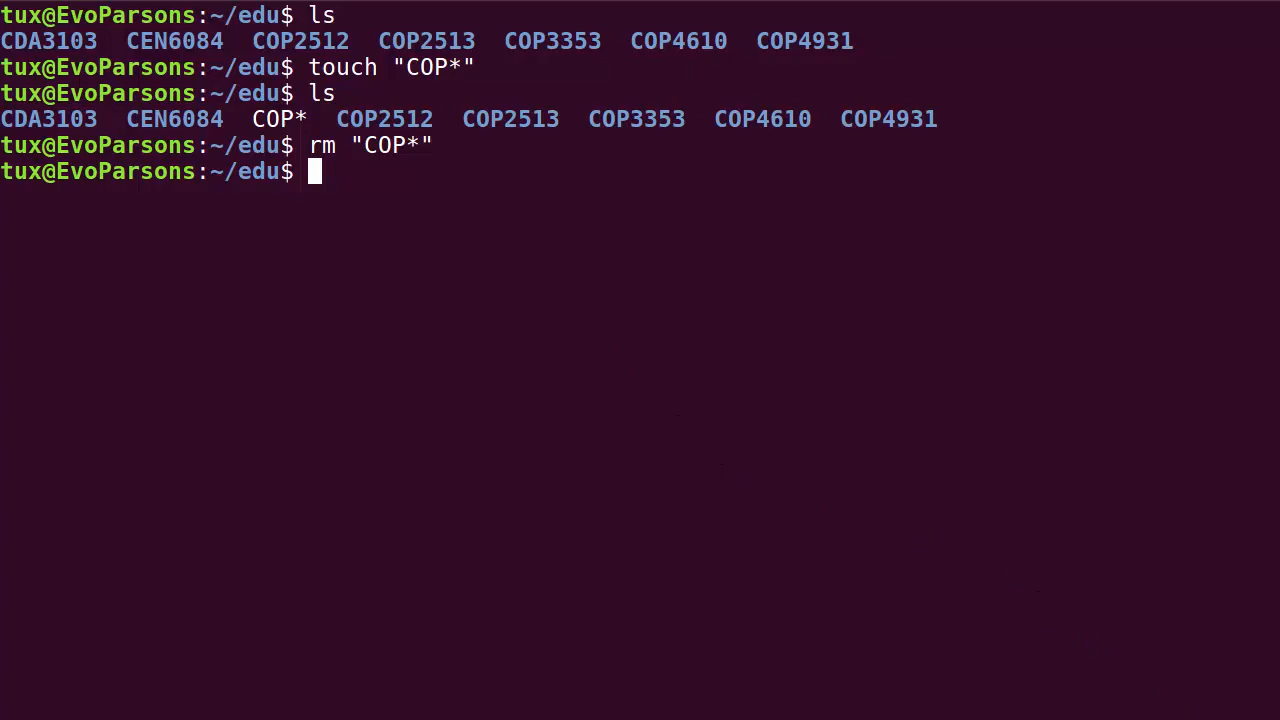 tux@EvoParsons:~/edu$ ls
CDA3103  CEN6084  COP2512  COP2513  COP3353  COP4610  COP4931
tux@EvoParsons:~/edu$ touch "COP*"
tux@EvoParsons:~/edu$ ls
CDA3103  CEN6084  COP*  COP2512  COP2513  COP3353  COP4610  COP4931
tux@EvoParsons:~/edu$ rm "COP*"
tux@EvoParsons:~/edu$